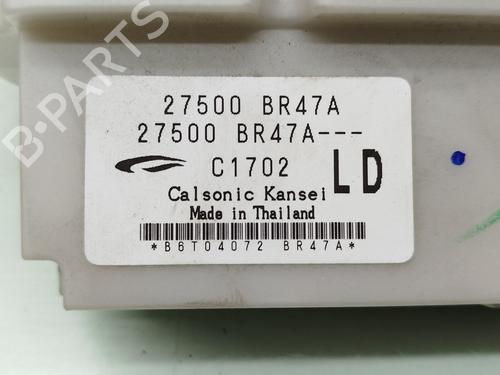 B-PARTS
27500 BR47A
27500 BR47A---
C1702
LD
Calsonic Kansei
Made in Thailand
*B6T04072 BR47A*